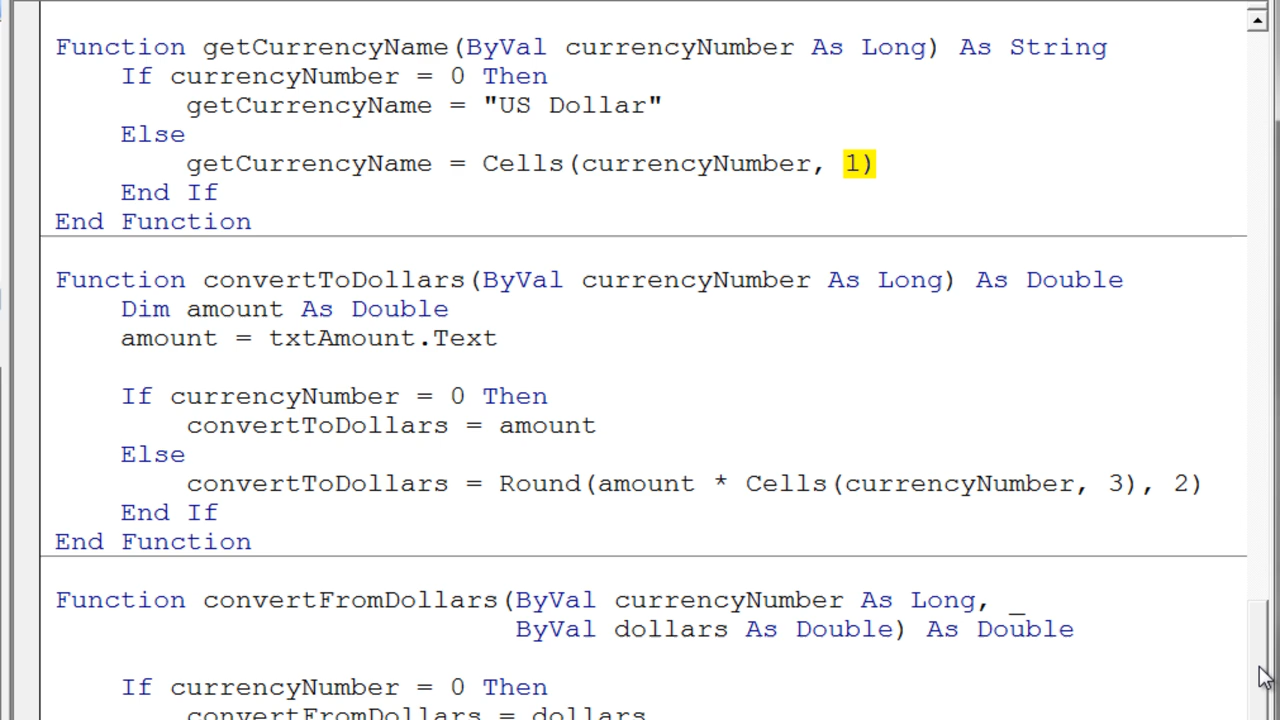 Function getCurrencyName(ByVal currencyNumber As Long) As String
    If currencyNumber = 0 Then
        getCurrencyName = "US Dollar"
    Else
        getCurrencyName = Cells(currencyNumber, 1)
    End If
End Function
Function convertToDollars(ByVal currencyNumber As Long) As Double
    Dim amount As Double
    amount = txtAmount.Text
    If currencyNumber = 0 Then
        convertToDollars = amount
    Else
        convertToDollars = Round(amount * Cells(currencyNumber, 3), 2)
    End If
End Function
Function convertFromDollars(ByVal currencyNumber As Long, _
                            ByVal dollars As Double) As Double
    If currencyNumber = 0 Then
        convertFromDollars = dollars